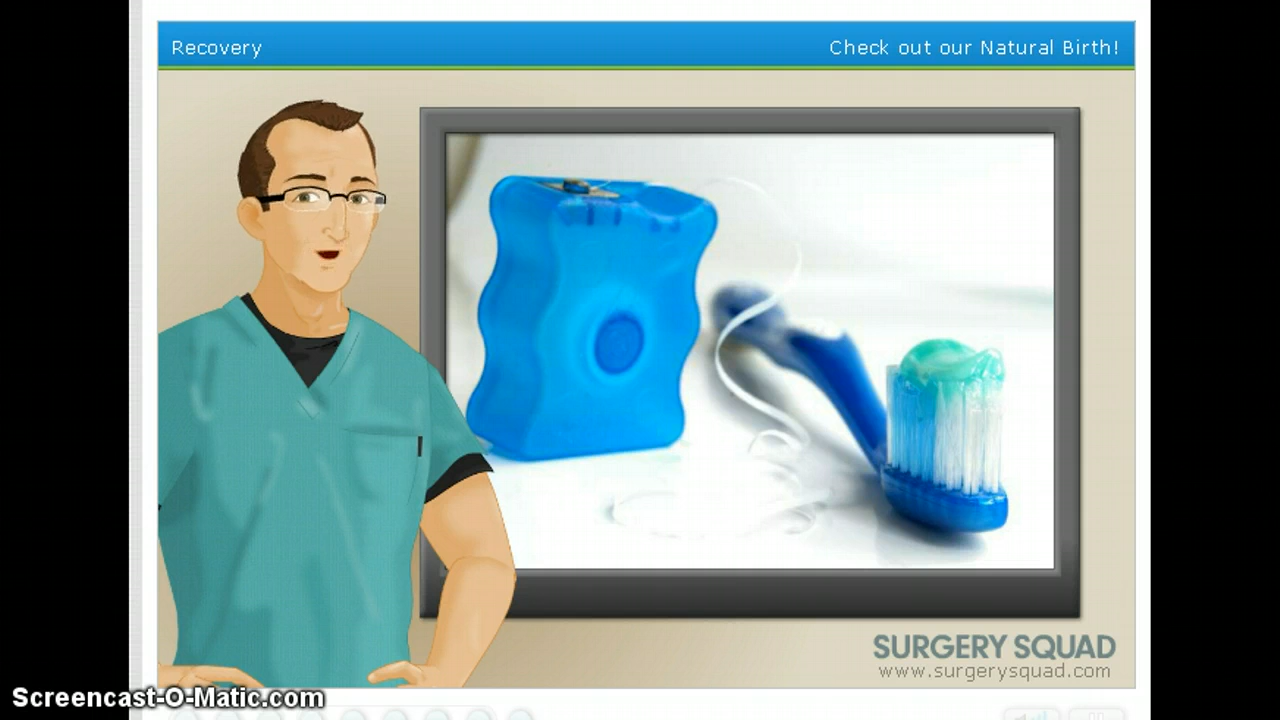 Recovery
Check out our Natural Birth!
SURGERY SQUAD
www.surgerysquad.com
Screencast-O-Matic.com